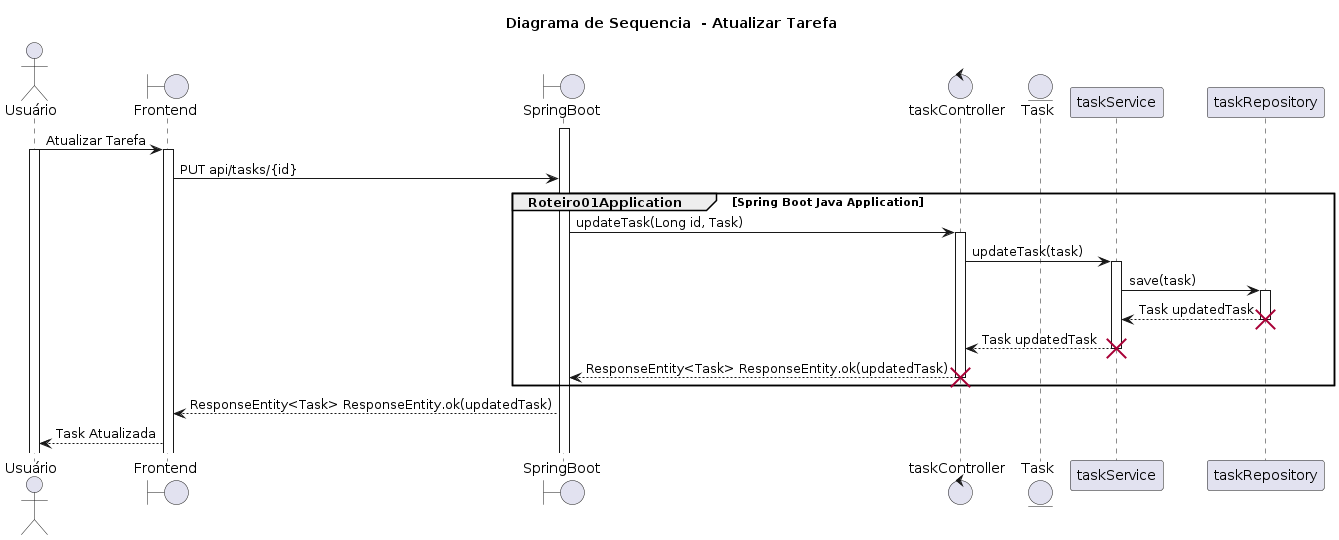 Diagrama de Sequencia  - Atualizar Tarefa
Usuário
Frontend
SpringBoot
taskController
Task
taskService
taskRepository
Atualizar Tarefa
PUT api/tasks/{id}
Roteiro01Application
[Spring Boot Java Application]
updateTask(Long id, Task)
updateTask(task)
save(task)
Task updatedTask
Task updatedTask
ResponseEntity<Task> ResponseEntity.ok(updatedTask)
ResponseEntity<Task> ResponseEntity.ok(updatedTask)
Task Atualizada
Usuário
Frontend
SpringBoot
taskController
Task
taskService
taskRepository